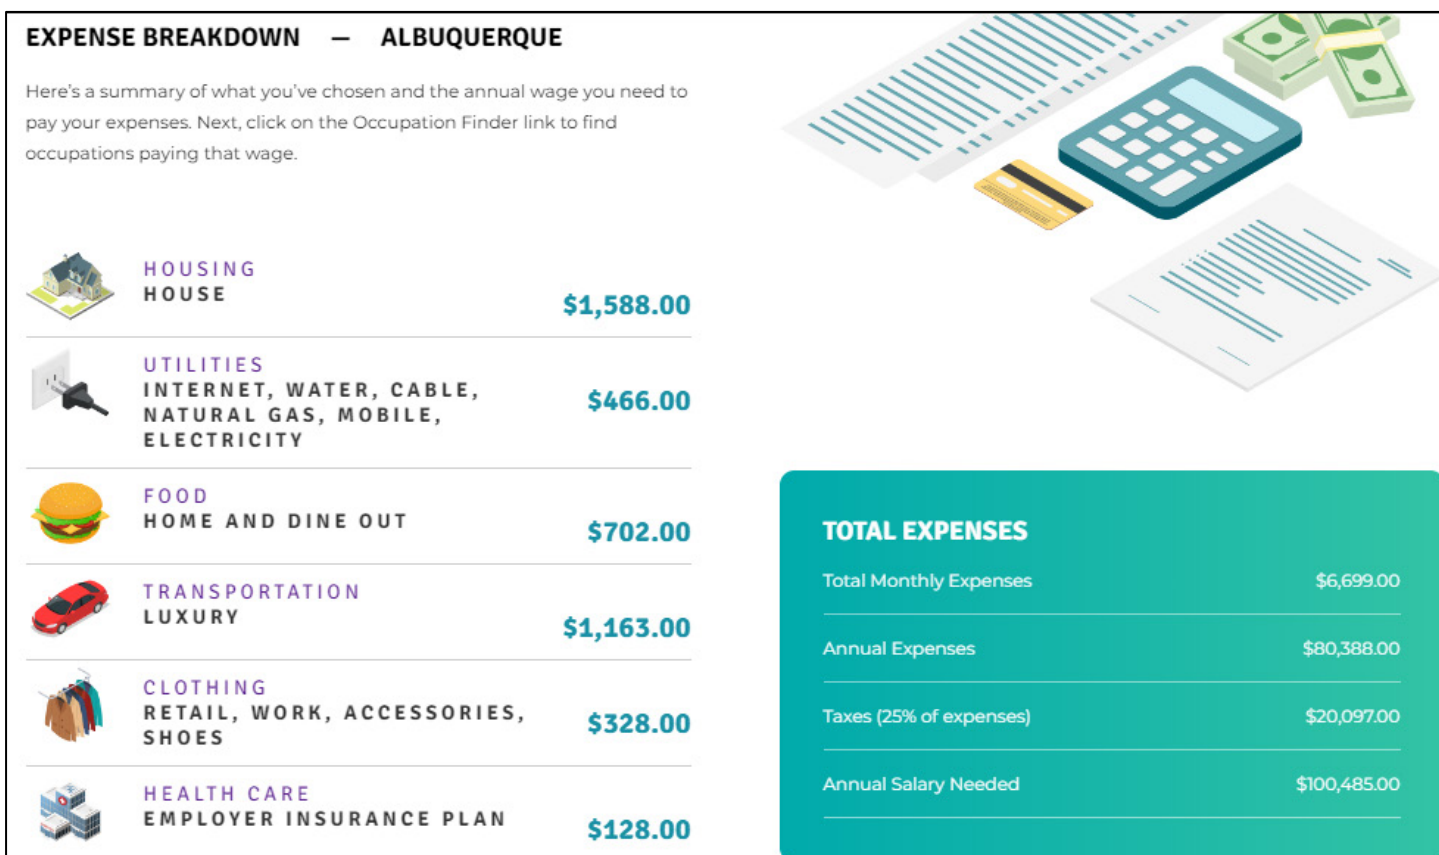 EXPENSE BREAKDOWN — ALBUQUERQUE
Here's a summary of what you've chosen and the annual wage you need to
pay your expenses. Next, click on the Occupation Finder link to find
occupations paying that wage.
HOUSING
HOUSE
$1,588.00
UTILITIES
INTERNET, WATER, CABLE,
NATURAL GAS, MOBILE,
ELECTRICITY
$466.00
FOOD
HOME AND DINE OUT
$702.00
TRANSPORTATION
LUXURY
$1,163.00
CLOTHING
RETAIL, WORK, ACCESSORIES,
SHOES
$328.00
HEALTH CARE
EMPLOYER INSURANCE PLAN
$128.00
TOTAL EXPENSES
Total Monthly Expenses $6,699.00
Annual Expenses $80,388.00
Taxes (25% of expenses) $20,097.00
Annual Salary Needed $100,485.00